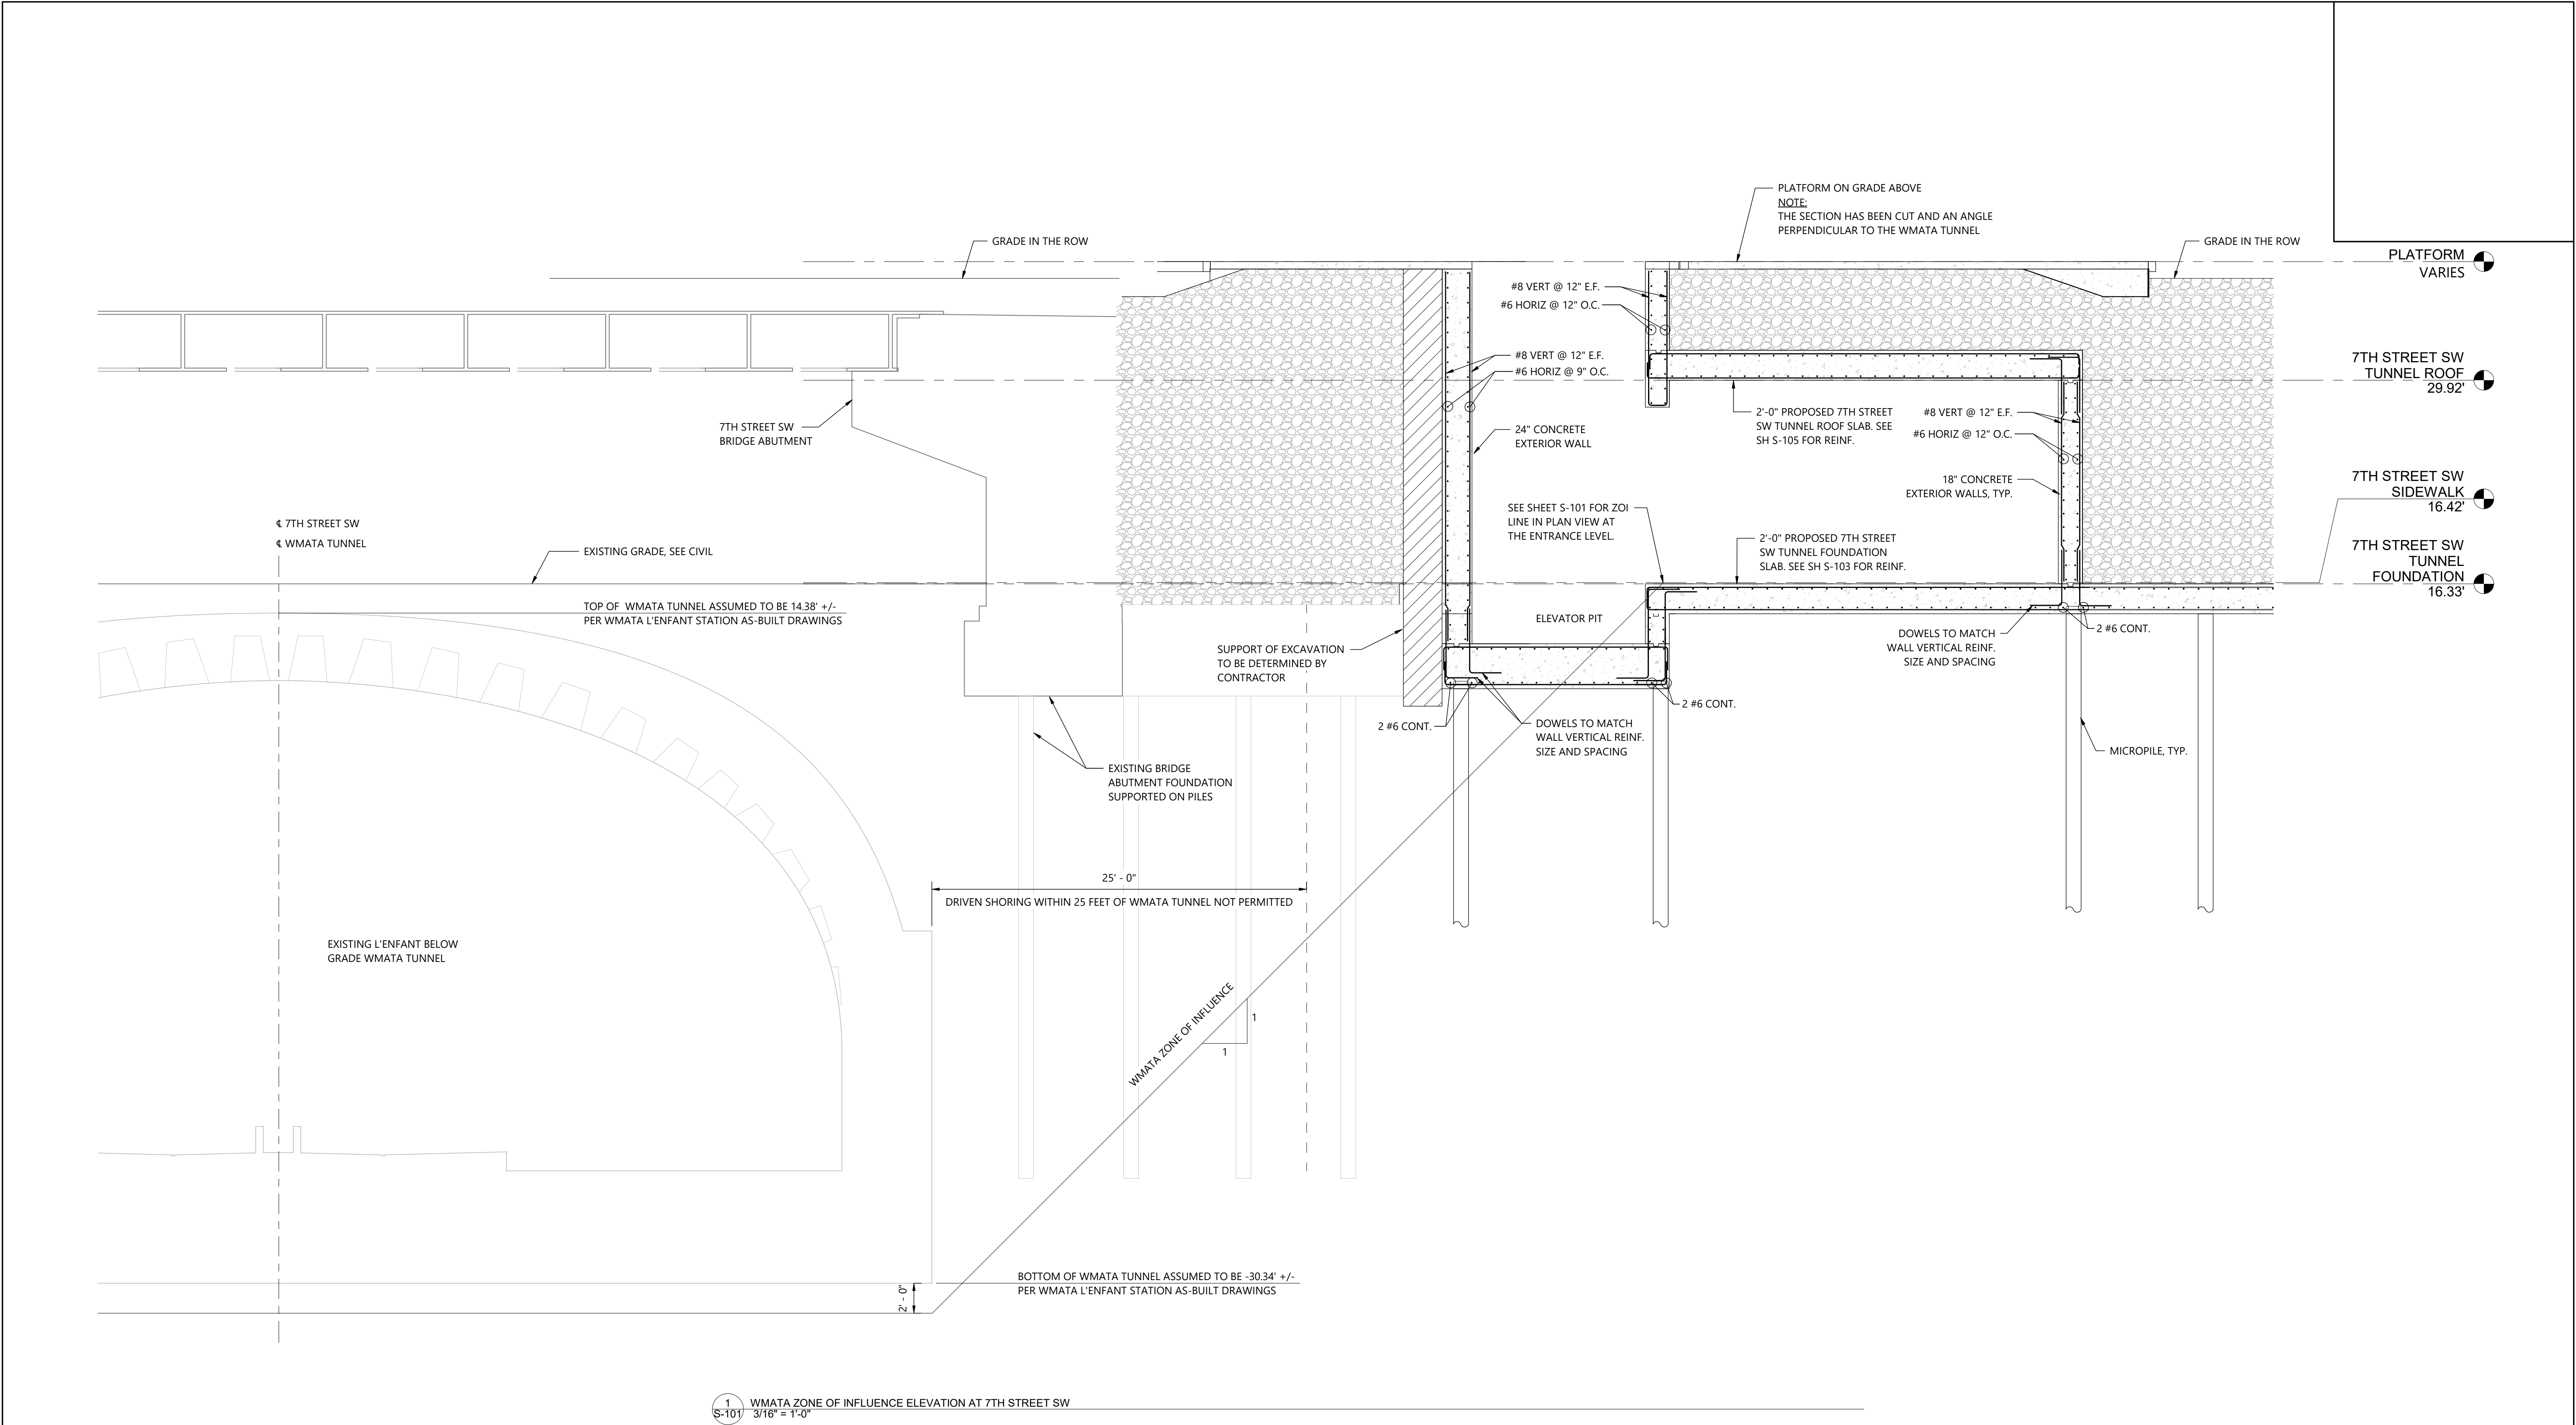 PLATFORM ON GRADE ABOVE
NOTE:
THE SECTION HAS BEEN CUT AND AN ANGLE
PERPENDICULAR TO THE WMATA TUNNEL
GRADE IN THE ROW
GRADE IN THE ROW
PLATFORM
VARIES
#8 VERT @ 12" E.F.
#6 HORIZ @ 12" O.C.
#8 VERT @ 12" E.F.
#6 HORIZ @ 9" O.C.
7TH STREET SW
TUNNEL ROOF
29.92'
7TH STREET SW
BRIDGE ABUTMENT
24" CONCRETE
EXTERIOR WALL
2'-0" PROPOSED 7TH STREET
SW TUNNEL ROOF SLAB. SEE
SH S-105 FOR REINF.
#8 VERT @ 12" E.F.
#6 HORIZ @ 12" O.C.
18" CONCRETE
EXTERIOR WALLS, TYP.
7TH STREET SW
SIDEWALK
16.42'
℄ 7TH STREET SW
℄ WMATA TUNNEL
EXISTING GRADE, SEE CIVIL
SEE SHEET S-101 FOR ZOI
LINE IN PLAN VIEW AT
THE ENTRANCE LEVEL.
2'-0" PROPOSED 7TH STREET
SW TUNNEL FOUNDATION
SLAB. SEE SH S-103 FOR REINF.
7TH STREET SW
TUNNEL
FOUNDATION
16.33'
TOP OF  WMATA TUNNEL ASSUMED TO BE 14.38' +/-
PER WMATA L'ENFANT STATION AS-BUILT DRAWINGS
ELEVATOR PIT
SUPPORT OF EXCAVATION
TO BE DETERMINED BY
CONTRACTOR
DOWELS TO MATCH
WALL VERTICAL REINF.
SIZE AND SPACING
2 #6 CONT.
2 #6 CONT.
2 #6 CONT.
DOWELS TO MATCH
WALL VERTICAL REINF.
SIZE AND SPACING
MICROPILE, TYP.
EXISTING BRIDGE
ABUTMENT FOUNDATION
SUPPORTED ON PILES
25' - 0"
DRIVEN SHORING WITHIN 25 FEET OF WMATA TUNNEL NOT PERMITTED
EXISTING L'ENFANT BELOW
GRADE WMATA TUNNEL
WMATA ZONE OF INFLUENCE
1
1
BOTTOM OF WMATA TUNNEL ASSUMED TO BE -30.34' +/-
PER WMATA L'ENFANT STATION AS-BUILT DRAWINGS
2' - 0"
1
S-101
WMATA ZONE OF INFLUENCE ELEVATION AT 7TH STREET SW
3/16" = 1'-0"